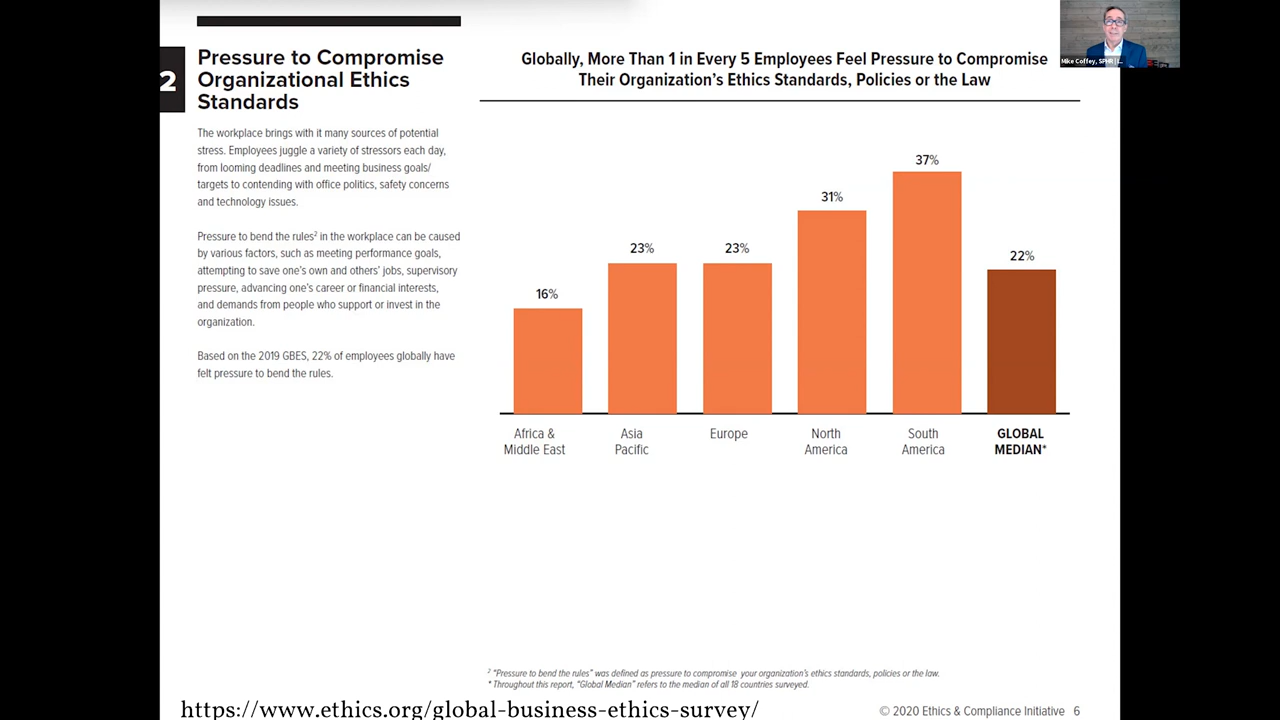 2
Pressure to Compromise
Organizational Ethics
Standards
The workplace brings with it many sources of potential
stress. Employees juggle a variety of stressors each day,
from looming deadlines and meeting business goals/
targets to contending with office politics, safety concerns
and technology issues.
Pressure to bend the rules² in the workplace can be caused
by various factors, such as meeting performance goals,
attempting to save one’s own and others’ jobs, supervisory
pressure, advancing one’s career or financial interests,
and demands from people who support or invest in the
organization.
Based on the 2019 GBES, 22% of employees globally have
felt pressure to bend the rules.
Globally, More Than 1 in Every 5 Employees Feel Pressure to Compromise
Their Organization’s Ethics Standards, Policies or the Law
16%
23%
23%
31%
37%
22%
Africa &
Middle East
Asia
Pacific
Europe
North
America
South
America
GLOBAL
MEDIAN*
² “Pressure to bend the rules” was defined as pressure to compromise your organization’s ethics standards, policies or the law.
* Throughout this report, “Global Median” refers to the median of all 18 countries surveyed.
https://www.ethics.org/global-business-ethics-survey/
© 2020 Ethics & Compliance Initiative 6
Mike Coffey, SPHR